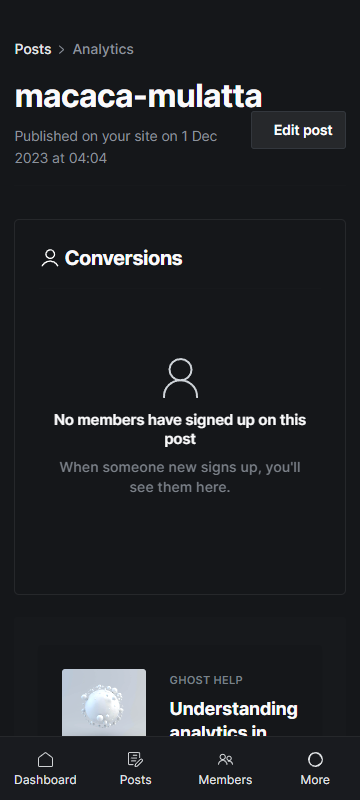 Posts > Analytics
macaca-mulatta
Published on your site on 1 Dec
2023 at 04:04
Edit post
Conversions
No members have signed up on this
post
When someone new signs up, you'll
see them here.
GHOST HELP
Understanding
analytics in
Dashboard
Posts
Members
More